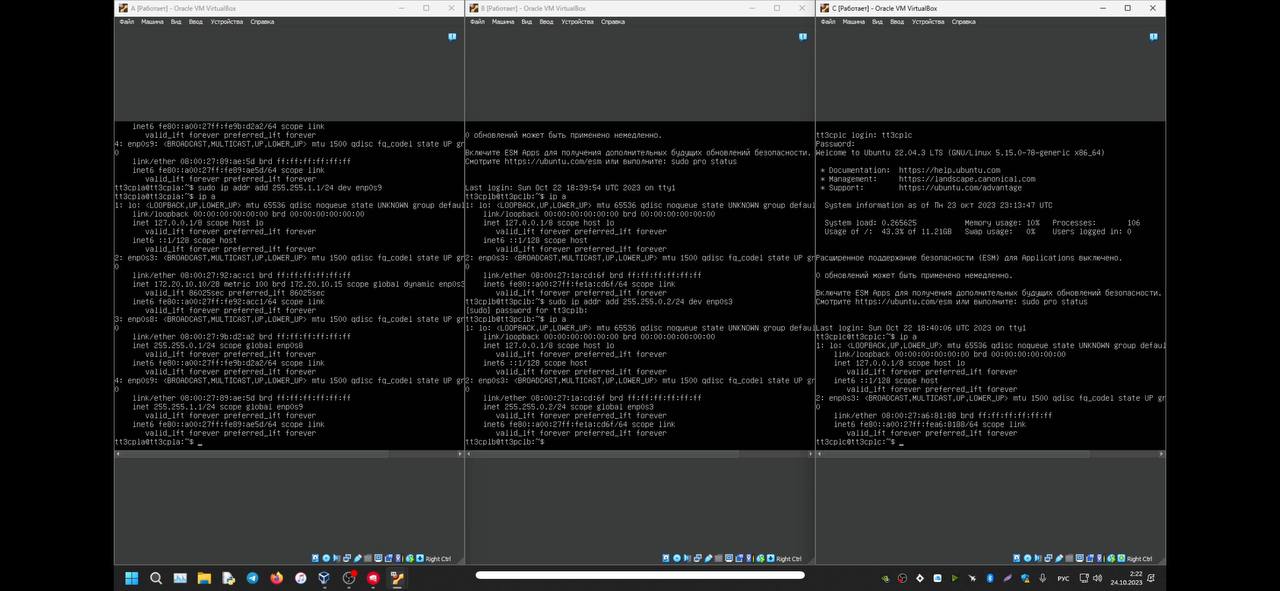 A [Работает] - Oracle VM VirtualBox
Файл Машина Вид Ввод Устройства Справка
inet6 fe80::a00:27ff:fe9b:d2a2/64 scope link
valid_lft forever preferred_lft forever
4: enp0s9: <BROADCAST,MULTICAST,UP,LOWER_UP> mtu 1500 qdisc fq_codel state UP gr
0
link/ether 08:00:27:89:ae:5d brd ff:ff:ff:ff:ff:ff
tt3cpla@tt3cpla:~$ sudo ip addr add 255.255.1.1/24 dev enp0s9
tt3cpla@tt3cpla:~$ ip a
1: lo: <LOOPBACK,UP,LOWER_UP> mtu 65536 qdisc noqueue state UNKNOWN group defaul
link/loopback 00:00:00:00:00:00 brd 00:00:00:00:00:00
inet 127.0.0.1/8 scope host lo
valid_lft forever preferred_lft forever
inet6 ::1/128 scope host
valid_lft forever preferred_lft forever
2: enp0s3: <BROADCAST,MULTICAST,UP,LOWER_UP> mtu 1500 qdisc fq_codel state UP gr
0
link/ether 08:00:27:92:ac:c1 brd ff:ff:ff:ff:ff:ff
inet 172.20.10.10/28 metric 100 brd 172.20.10.15 scope global dynamic enp0s3
valid_lft 86025sec preferred_lft 86025sec
inet6 fe80::a00:27ff:fe92:acc1/64 scope link
valid_lft forever preferred_lft forever
3: enp0s8: <BROADCAST,MULTICAST,UP,LOWER_UP> mtu 1500 qdisc fq_codel state UP gr
0
link/ether 08:00:27:9b:d2:a2 brd ff:ff:ff:ff:ff:ff
inet 255.255.0.1/24 scope global enp0s8
valid_lft forever preferred_lft forever
inet6 fe80::a00:27ff:fe9b:d2a2/64 scope link
valid_lft forever preferred_lft forever
4: enp0s9: <BROADCAST,MULTICAST,UP,LOWER_UP> mtu 1500 qdisc fq_codel state UP gr
0
link/ether 08:00:27:89:ae:5d brd ff:ff:ff:ff:ff:ff
inet 255.255.1.1/24 scope global enp0s9
valid_lft forever preferred_lft forever
inet6 fe80::a00:27ff:fe89:ae5d/64 scope link
valid_lft forever preferred_lft forever
tt3cpla@tt3cpla:~$ _
Right Ctrl
B [Работает] - Oracle VM VirtualBox
Файл Машина Вид Ввод Устройства Справка
0 обновлений может быть применено немедленно.
Включите ESM Apps для получения дополнительных будущих обновлений безопасности.
Смотрите https://ubuntu.com/esm или выполните: sudo pro status
Last login: Sun Oct 22 18:39:54 UTC 2023 on tty1
tt3cplb@tt3cplb:~$ ip a
1: lo: <LOOPBACK,UP,LOWER_UP> mtu 65536 qdisc noqueue state UNKNOWN group defaul
link/loopback 00:00:00:00:00:00 brd 00:00:00:00:00:00
inet 127.0.0.1/8 scope host lo
valid_lft forever preferred_lft forever
inet6 ::1/128 scope host
valid_lft forever preferred_lft forever
2: enp0s3: <BROADCAST,MULTICAST,UP,LOWER_UP> mtu 1500 qdisc fq_codel state UP gr
0
link/ether 08:00:27:1a:cd:6f brd ff:ff:ff:ff:ff:ff
inet6 fe80::a00:27ff:fe1a:cd6f/64 scope link
valid_lft forever preferred_lft forever
tt3cplb@tt3cplb:~$ sudo ip addr add 255.255.0.2/24 dev enp0s3
[sudo] password for tt3cplb:
tt3cplb@tt3cplb:~$ ip a
1: lo: <LOOPBACK,UP,LOWER_UP> mtu 65536 qdisc noqueue state UNKNOWN group defaul
link/loopback 00:00:00:00:00:00 brd 00:00:00:00:00:00
inet 127.0.0.1/8 scope host lo
valid_lft forever preferred_lft forever
inet6 ::1/128 scope host
valid_lft forever preferred_lft forever
2: enp0s3: <BROADCAST,MULTICAST,UP,LOWER_UP> mtu 1500 qdisc fq_codel state UP gr
0
link/ether 08:00:27:1a:cd:6f brd ff:ff:ff:ff:ff:ff
inet 255.255.0.2/24 scope global enp0s3
valid_lft forever preferred_lft forever
inet6 fe80::a00:27ff:fe1a:cd6f/64 scope link
valid_lft forever preferred_lft forever
tt3cplb@tt3cplb:~$
Right Ctrl
C [Работает] - Oracle VM VirtualBox
Файл Машина Вид Ввод Устройства Справка
tt3cplc login: tt3cplc
Password:
Welcome to Ubuntu 22.04.3 LTS (GNU/Linux 5.15.0-78-generic x86_64)
* Documentation: https://help.ubuntu.com
* Management: https://landscape.canonical.com
* Support: https://ubuntu.com/advantage
System information as of Пн 23 окт 2023 23:13:47 UTC
System load: 0.265625 Memory usage: 10% Processes: 106
Usage of /: 43.3% of 11.21GB Swap usage: 0% Users logged in: 0
Расширенное поддержание безопасности (ESM) для Applications выключено.
0 обновлений может быть применено немедленно.
Включите ESM Apps для получения дополнительных будущих обновлений безопасности.
Смотрите https://ubuntu.com/esm или выполните: sudo pro status
Last login: Sun Oct 22 18:40:06 UTC 2023 on tty1
tt3cplc@tt3cplc:~$ ip a
1: lo: <LOOPBACK,UP,LOWER_UP> mtu 65536 qdisc noqueue state UNKNOWN group defaul
link/loopback 00:00:00:00:00:00 brd 00:00:00:00:00:00
inet 127.0.0.1/8 scope host lo
valid_lft forever preferred_lft forever
inet6 ::1/128 scope host
valid_lft forever preferred_lft forever
2: enp0s3: <BROADCAST,MULTICAST,UP,LOWER_UP> mtu 1500 qdisc fq_codel state UP gr
0
link/ether 08:00:27:a6:81:88 brd ff:ff:ff:ff:ff:ff
inet6 fe80::a00:27ff:fea6:8188/64 scope link
valid_lft forever preferred_lft forever
tt3cplc@tt3cplc:~$ _
Right Ctrl
РУС
2:22
24.10.2023